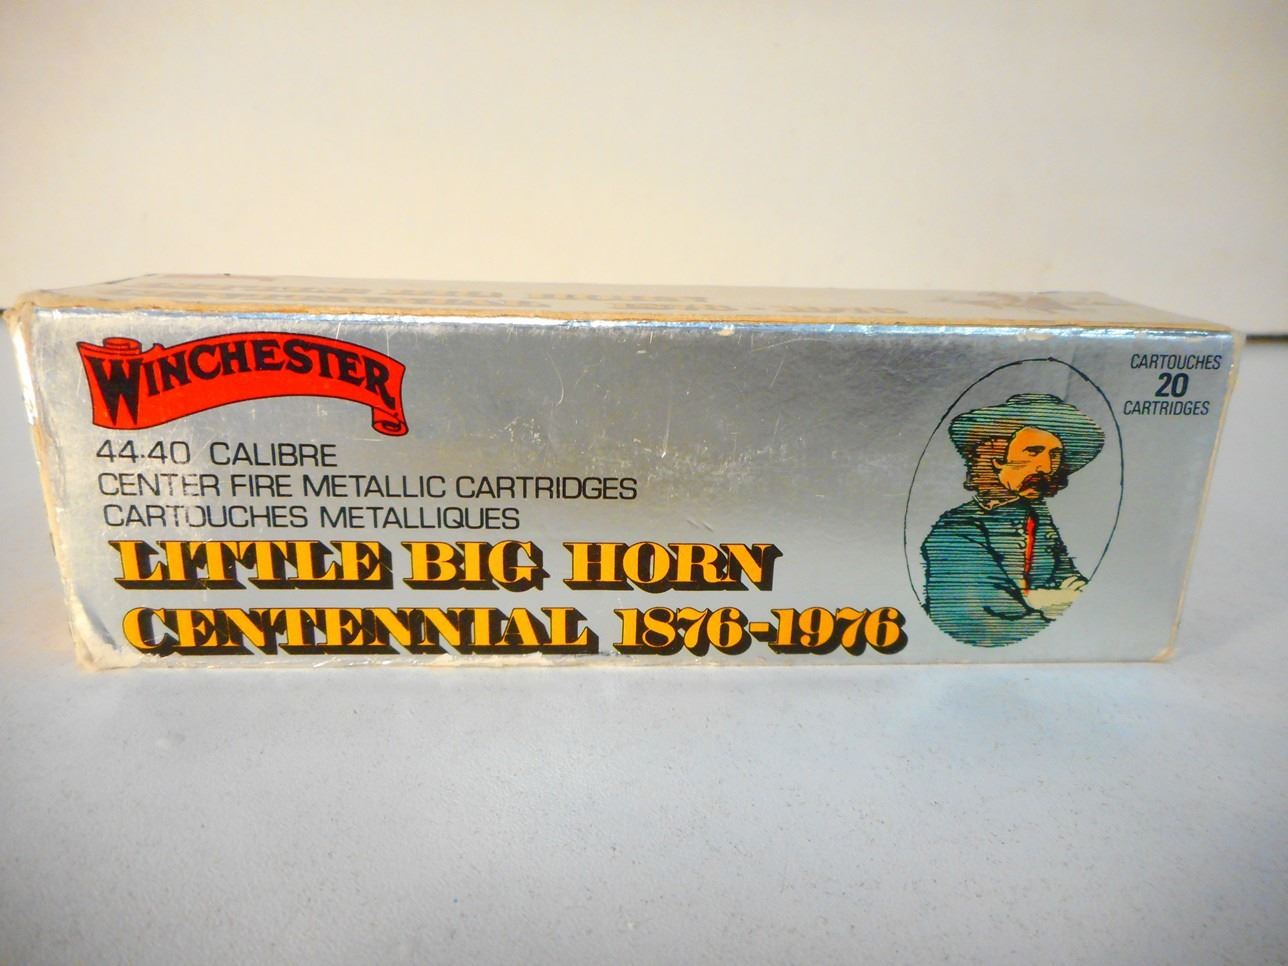 WINCHESTER
44-40 CALIBRE
CENTER FIRE METALLIC CARTRIDGES
CARTOUCHES METALLIQUES
LITTLE BIG HORN
CENTENNIAL 1876-1976
CARTOUCHES
20
CARTRIDGES